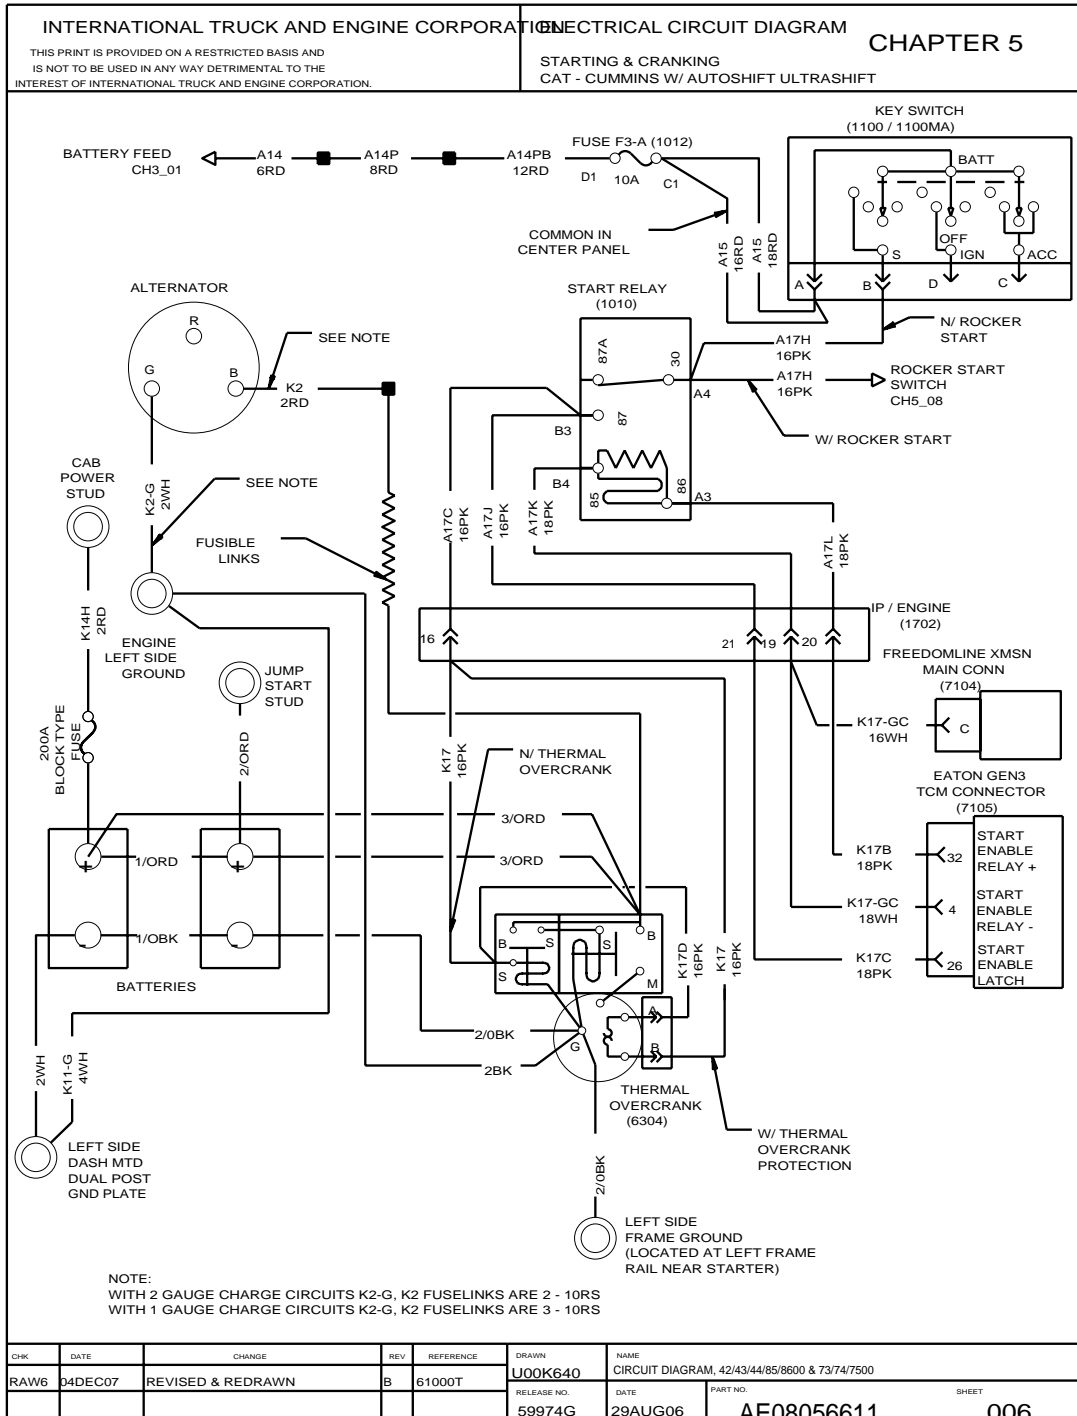 INTERNATIONAL TRUCK AND ENGINE CORPORATION
THIS PRINT IS PROVIDED ON A RESTRICTED BASIS AND
IS NOT TO BE USED IN ANY WAY DETRIMENTAL TO THE
INTEREST OF INTERNATIONAL TRUCK AND ENGINE CORPORATION.
ELECTRICAL CIRCUIT DIAGRAM
CHAPTER 5
STARTING & CRANKING
CAT - CUMMINS W/ AUTOSHIFT ULTRASHIFT
KEY SWITCH
(1100 / 1100MA)
BATTERY FEED
CH3_01
A14
6RD
A14P
8RD
A14PB
12RD
FUSE F3-A (1012)
D1
10A
C1
BATT
OFF
S
IGN
ACC
A
B
D
C
COMMON IN
CENTER PANEL
A15
16RD
A15
18RD
ALTERNATOR
R
G
B
SEE NOTE
K2
2RD
START RELAY
(1010)
87A
30
87
85
86
B3
B4
A4
A3
A17H
16PK
N/ ROCKER
START
A17H
16PK
ROCKER START
SWITCH
CH5_08
W/ ROCKER START
CAB
POWER
STUD
K2-G
2WH
SEE NOTE
FUSIBLE
LINKS
A17C
16PK
A17J
16PK
A17K
18PK
A17L
18PK
K14H
2RD
ENGINE
LEFT SIDE
GROUND
JUMP
START
STUD
16
21
19
20
IP / ENGINE
(1702)
FREEDOMLINE XMSN
MAIN CONN
(7104)
K17-GC
16WH
C
200A
BLOCK TYPE
FUSE
2/ORD
K17
16PK
N/ THERMAL
OVERCRANK
EATON GEN3
TCM CONNECTOR
(7105)
3/ORD
1/ORD
3/ORD
K17B
18PK
32
START
ENABLE
RELAY +
K17-GC
18WH
4
START
ENABLE
RELAY -
K17C
18PK
26
START
ENABLE
LATCH
+
+
-
-
1/OBK
BATTERIES
B
S
S
S
B
M
K17D
16PK
K17
16PK
A
B
G
2/0BK
2BK
2WH
K11-G
4WH
THERMAL
OVERCRANK
(6304)
W/ THERMAL
OVERCRANK
PROTECTION
LEFT SIDE
DASH MTD
DUAL POST
GND PLATE
2/0BK
LEFT SIDE
FRAME GROUND
(LOCATED AT LEFT FRAME
RAIL NEAR STARTER)
NOTE:
WITH 2 GAUGE CHARGE CIRCUITS K2-G, K2 FUSELINKS ARE 2 - 10RS
WITH 1 GAUGE CHARGE CIRCUITS K2-G, K2 FUSELINKS ARE 3 - 10RS
CHK DATE CHANGE REV REFERENCE
RAW6 04DEC07 REVISED & REDRAWN B 61000T
DRAWN
U00K640
NAME
CIRCUIT DIAGRAM, 42/43/44/85/8600 & 73/74/7500
RELEASE NO.
59974G
DATE
29AUG06
PART NO.
AE08056611
SHEET
006